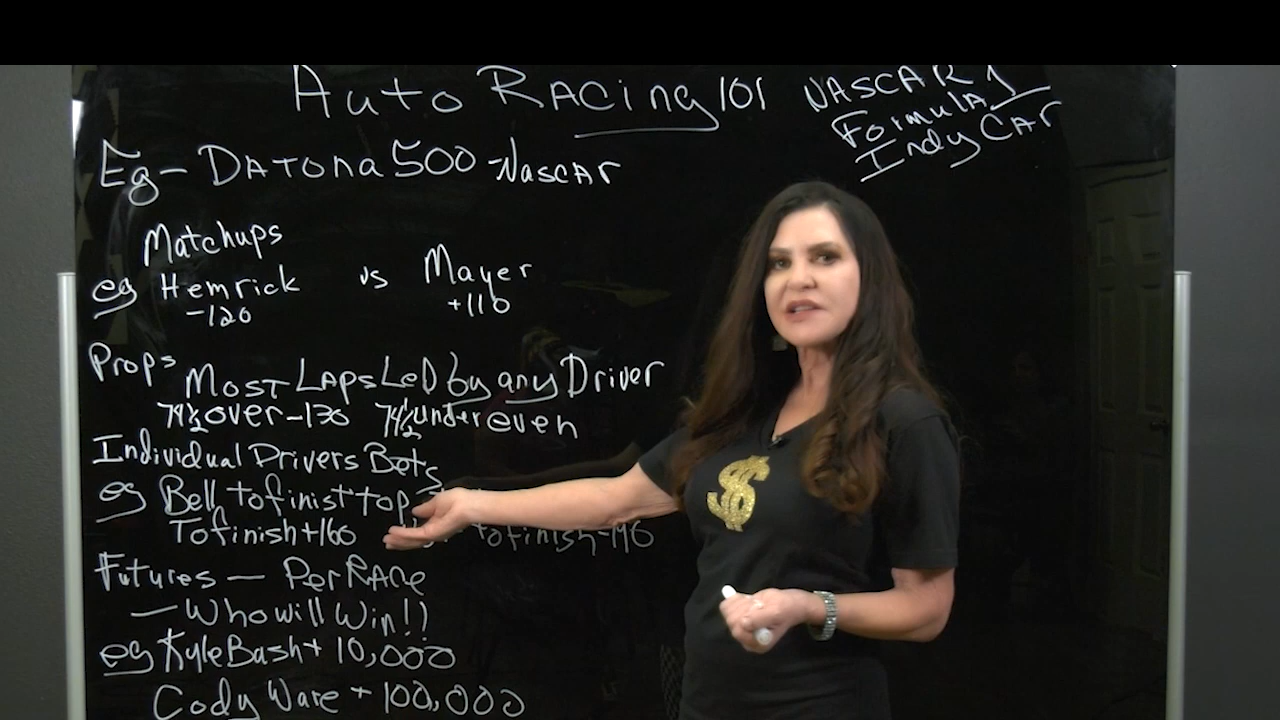 Auto Racing 101
NASCAR
Formula 1
Indy CAr
Eg - DATONA 500 - NASCAr
Matchups
eg Hemrick vs Mayer
-120 +110
Props Most LAps LeD by any Driver
74½ over -130 74½ under even
Individual Drivers Bets
eg Bell to finist top
To finish +160 to finish -190
Futures - Per RAce
- Who will Win!)
eg Kyle Bash + 10,000
Cody Ware + 100,000
$